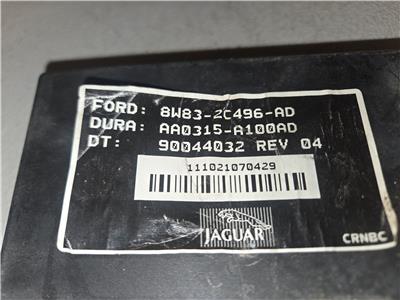 FORD: 8W83-2C496-AD
DURA: AA0315-A100AD
DT: 90044032 REV 04
111021070429
JAGUAR
CRNBC